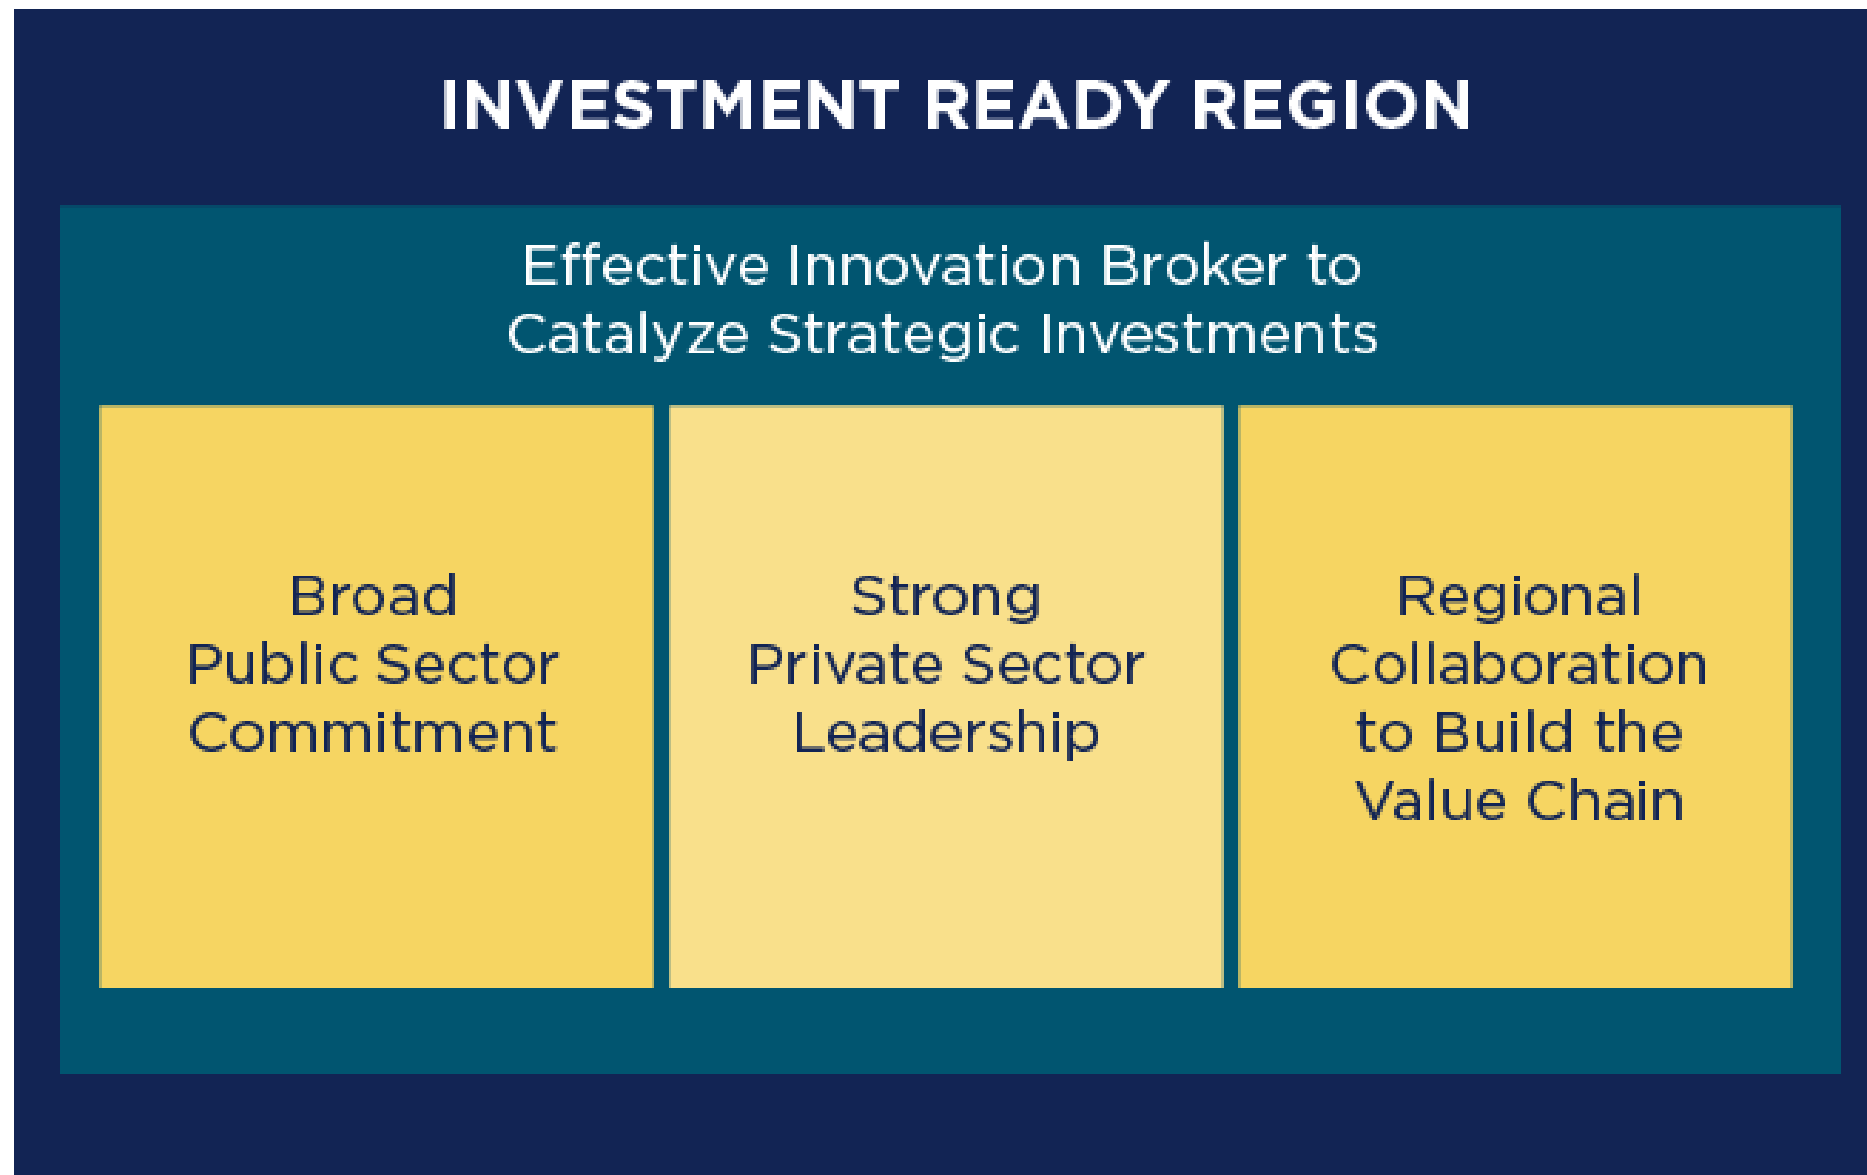 INVESTMENT READY REGION
Effective Innovation Broker to
Catalyze Strategic Investments
Broad
Public Sector
Commitment
Strong
Private Sector
Leadership
Regional
Collaboration
to Build the
Value Chain